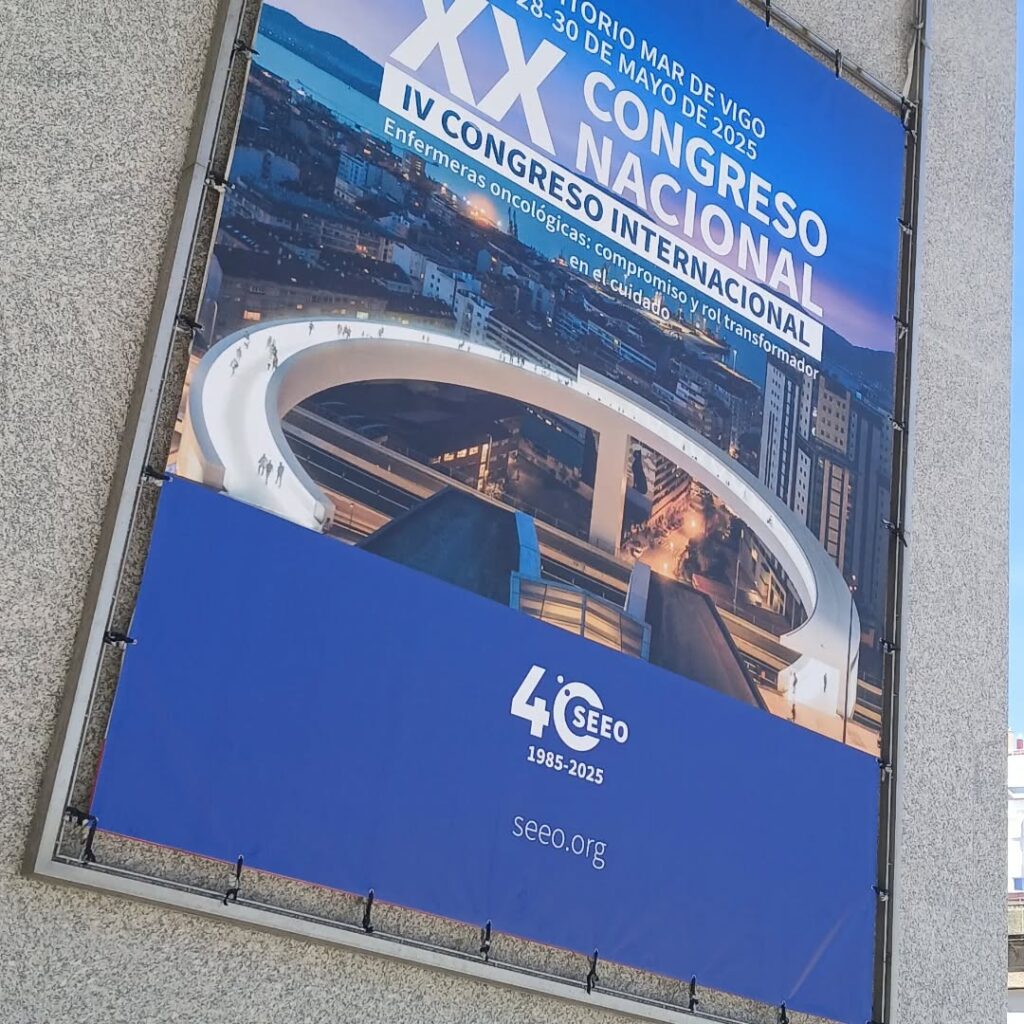 TORIO MAR DE VIGO
28-30 DE MAYO DE 2025
XX CONGRESO
NACIONAL
IV CONGRESO INTERNACIONAL
Enfermeras oncológicas: compromiso y rol transformador
en el cuidado
40 SEEO
1985-2025
seeo.org